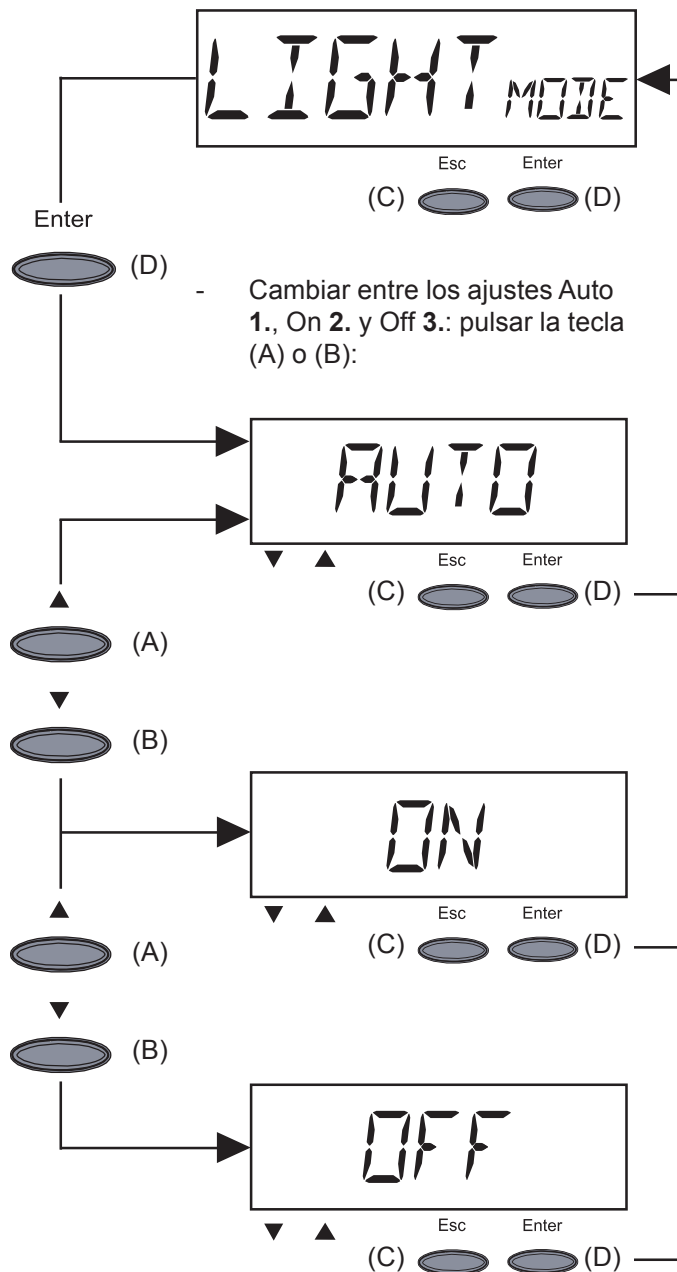 LIGHT MODE
Esc Enter
(C) (D)
Enter
(D)
- Cambiar entre los ajustes Auto
1., On 2. y Off 3.: pulsar la tecla
(A) o (B):
AUTO
▼ ▲ Esc Enter
(C) (D)
▲
(A)
▼
(B)
ON
▼ ▲ Esc Enter
(C) (D)
▲
(A)
▼
(B)
OFF
▼ ▲ Esc Enter
(C) (D)